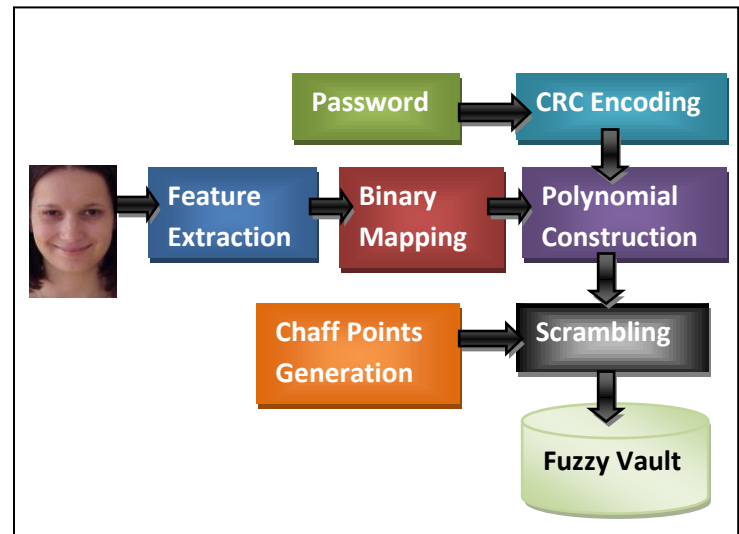 Password
CRC Encoding
Feature
Extraction
Binary
Mapping
Polynomial
Construction
Chaff Points
Generation
Scrambling
Fuzzy Vault